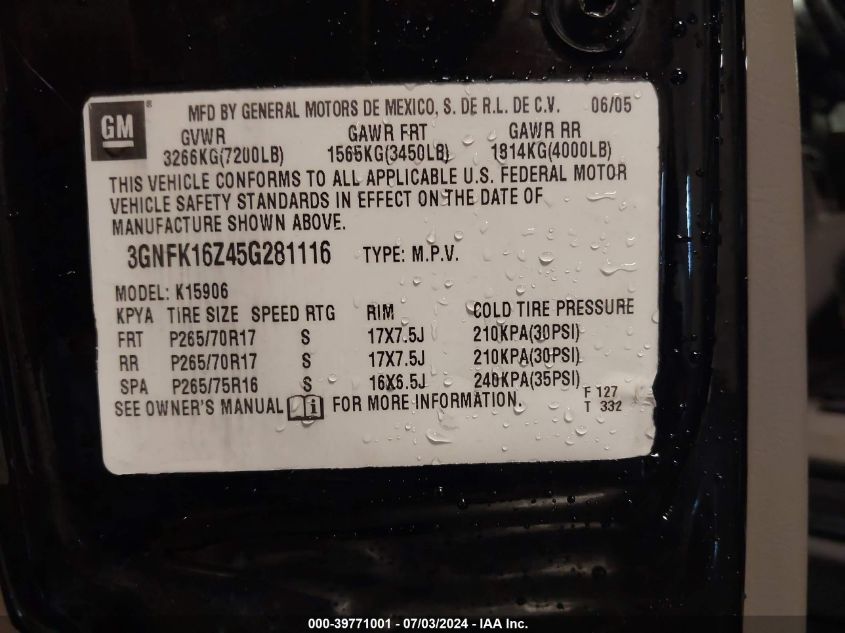 GM ® MFD BY GENERAL MOTORS DE MEXICO, S. DE R.L. DE C.V. 06/05
GVWR GAWR FRT GAWR RR
3266KG(7200LB) 1565KG(3450LB) 1814KG(4000LB)
THIS VEHICLE CONFORMS TO ALL APPLICABLE U.S. FEDERAL MOTOR
VEHICLE SAFETY STANDARDS IN EFFECT ON THE DATE OF
MANUFACTURE SHOWN ABOVE.
3GNFK16Z45G281116 TYPE: M.P.V.
MODEL: K15906
KPYA TIRE SIZE SPEED RTG RIM COLD TIRE PRESSURE
FRT P265/70R17 S 17X7.5J 210KPA(30PSI)
RR P265/70R17 S 17X7.5J 210KPA(30PSI)
SPA P265/75R16 S 16X6.5J 240KPA(35PSI)
SEE OWNER'S MANUAL i FOR MORE INFORMATION. F 127
T 332
000-39771001 - 07/03/2024 - IAA Inc.